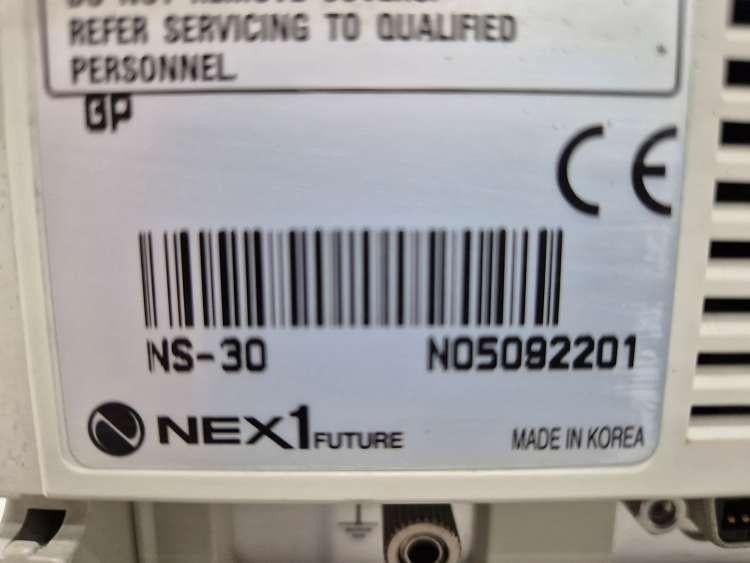 REFER SERVICING TO QUALIFIED
PERSONNEL
GP
CE
NS-30 N05092201
NEX1 FUTURE MADE IN KOREA